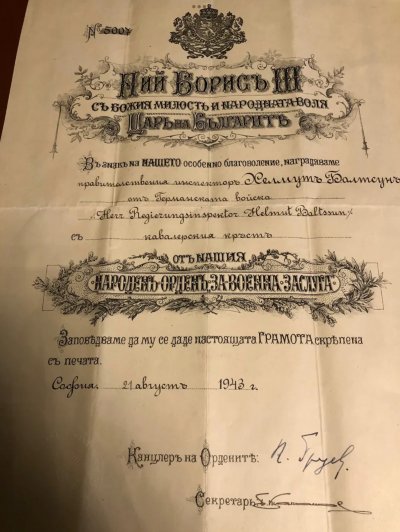 № 5007
Ний Борисъ III
съ Божия милость и народната воля
Царь на Българитѣ
Въ знакъ на НАШЕТО особенно благоволение, награждаваме
правителствения инспекторъ Хелмутъ Балтсунъ
отъ Германската войска
/Herr Regierungsinspektor Helmut Baltssun/
съ кавалерския кръстъ
отъ НАШИЯ
НАРОДЕНЪ ОРДЕНЪ ЗА ВОЕННА ЗАСЛУГА
Заповѣдваме да му се даде настоящата ГРАМОТА скрѣпена
съ печата.
София, 21 августъ 1943 г.
Канцлеръ на Орденитѣ:
Секретарь